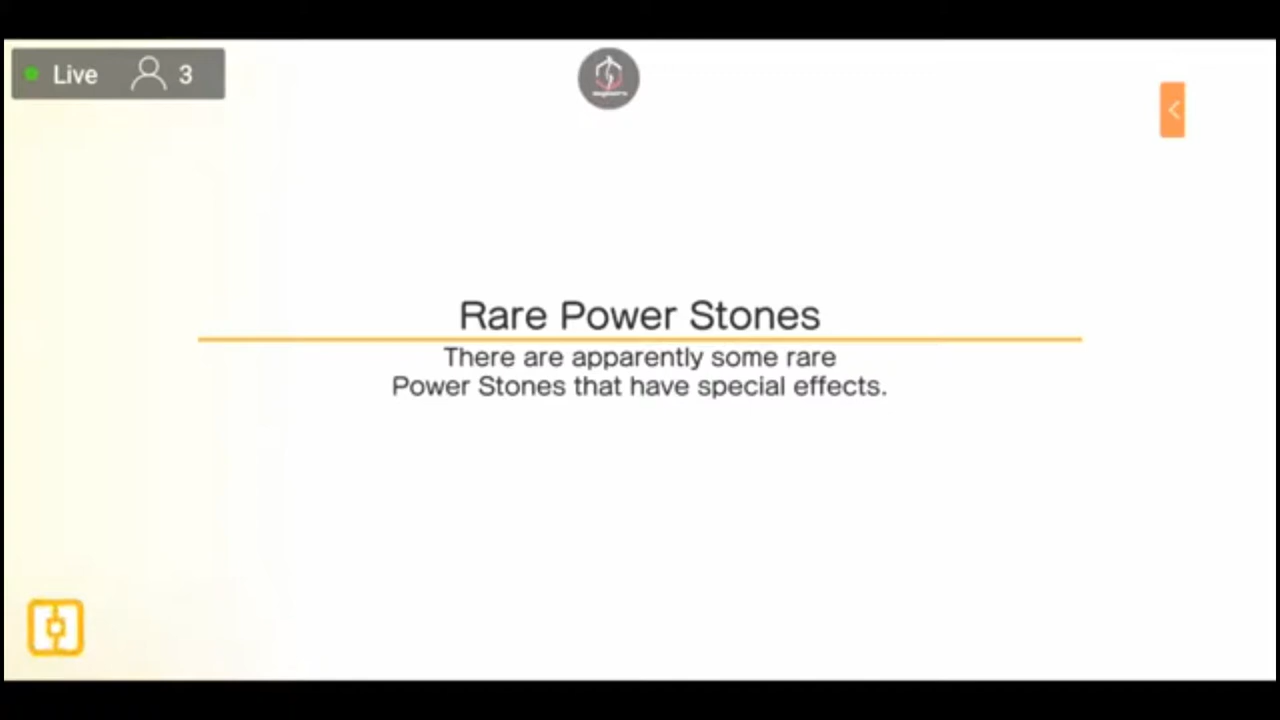 Live 3
Rare Power Stones
There are apparently some rare
Power Stones that have special effects.